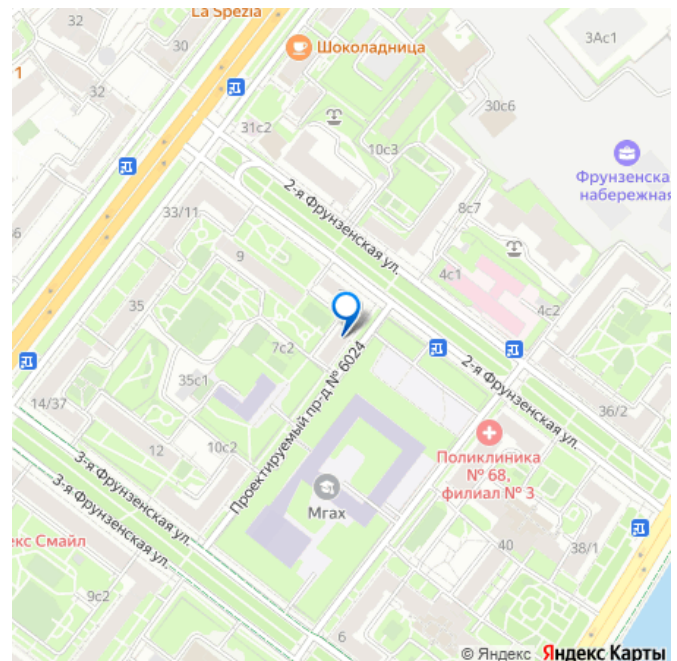 La Spezia
32
30
Шоколадница
3Ас1
1
32
30с6
31с2
10с3
Фрунзенска
набережная
2-я Фрунзенская ул.
8с7
33/11
6
9
4с1
4с2
35
7с2
2-я Фрунзенская ул.
35с1
Проектируемый пр-д № 6024
14/37
36/2
12
10с2
Поликлиника
№ 68,
филиал № 3
3-я Фрунзенская ул.
3-я Фрунзенская ул.
Мгах
екс Смайл
40
38/1
9с2
6
© Яндекс Яндекс Карты